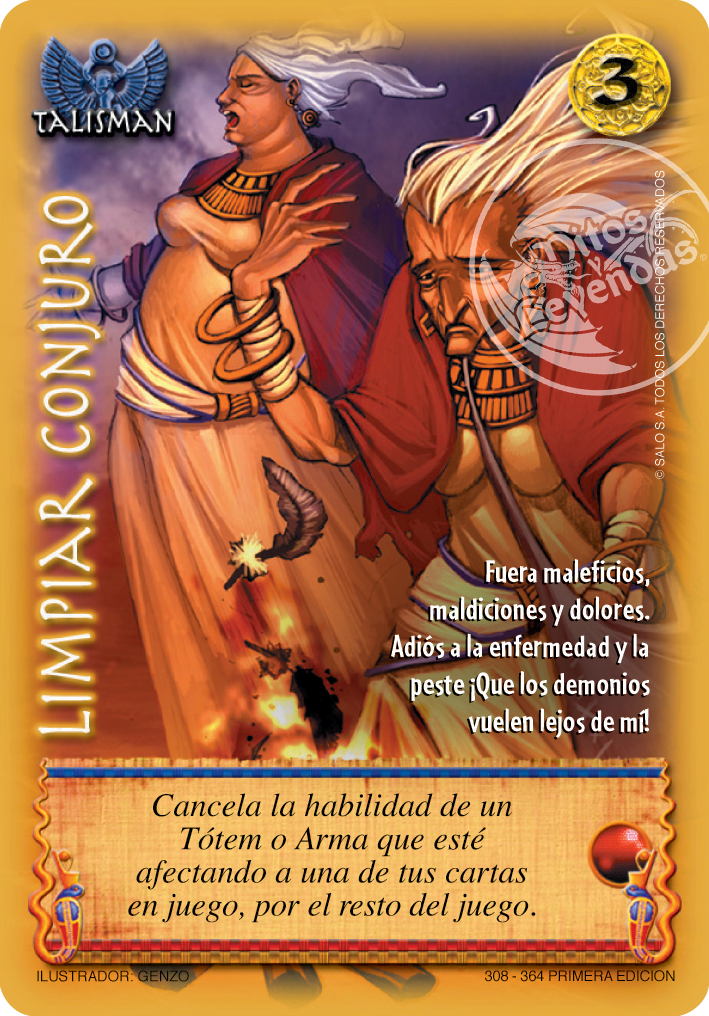 TALISMAN
3
LIMPIAR CONJURO
Mitos
y
Leyendas
© SALO S.A. TODOS LOS DERECHOS RESERVADOS
Fuera maleficios,
maldiciones y dolores.
Adiós a la enfermedad y la
peste ¡Que los demonios
vuelen lejos de mí!
Cancela la habilidad de un
Tótem o Arma que esté
afectando a una de tus cartas
en juego, por el resto del juego.
ILUSTRADOR: GENZO
308 - 364 PRIMERA EDICION